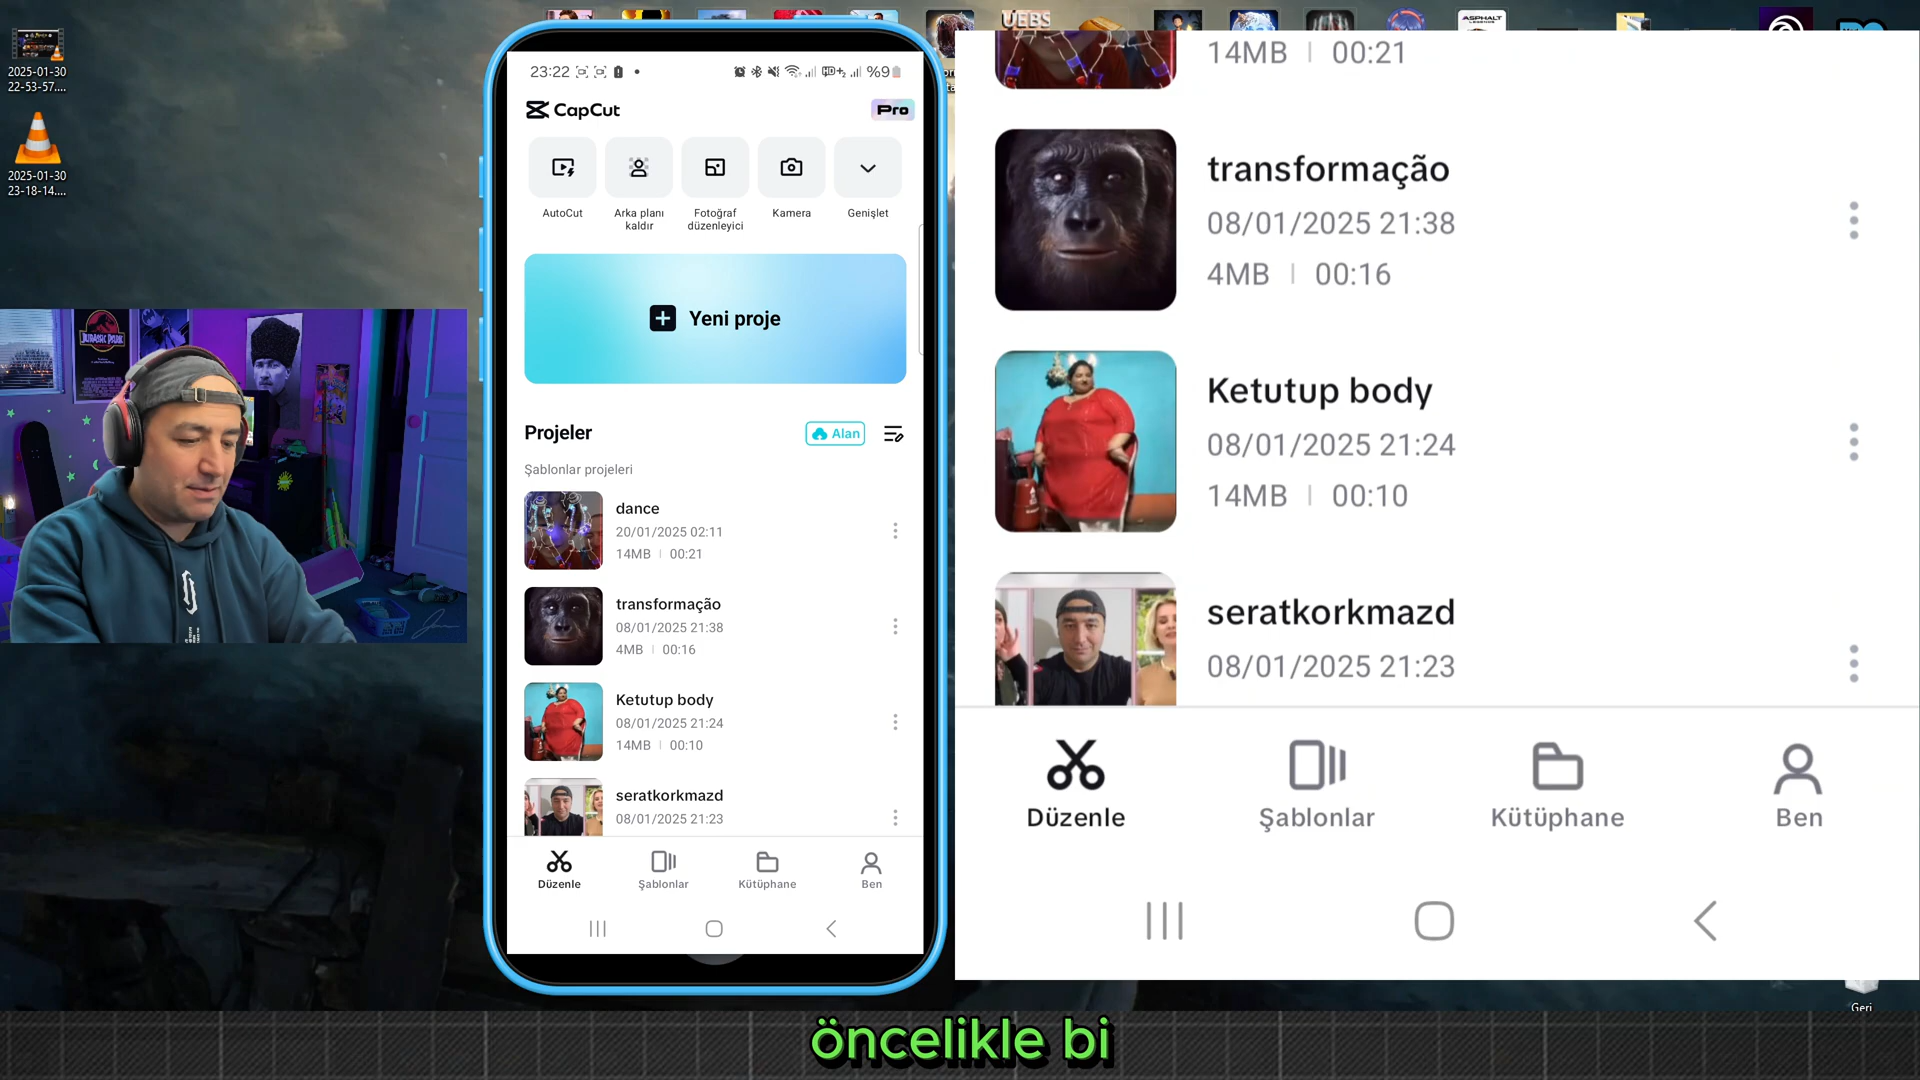 2025-01-30
22-53-57....
2025-01-30
23-18-14....
UEBS
ASPHALT
LEGENDS
JURASSIC PARK
23:22
%9
CapCut
Pro
AutoCut
Arka planı
kaldır
Fotoğraf
düzenleyici
Kamera
Genişlet
Yeni proje
Projeler
Alan
Şablonlar projeleri
dance
20/01/2025 02:11
14MB | 00:21
transformação
08/01/2025 21:38
4MB | 00:16
Ketutup body
08/01/2025 21:24
14MB | 00:10
seratkorkmazd
08/01/2025 21:23
Düzenle
Şablonlar
Kütüphane
Ben
14MB | 00:21
transformação
08/01/2025 21:38
4MB | 00:16
Ketutup body
08/01/2025 21:24
14MB | 00:10
seratkorkmazd
08/01/2025 21:23
Düzenle
Şablonlar
Kütüphane
Ben
Geri
öncelikle bi